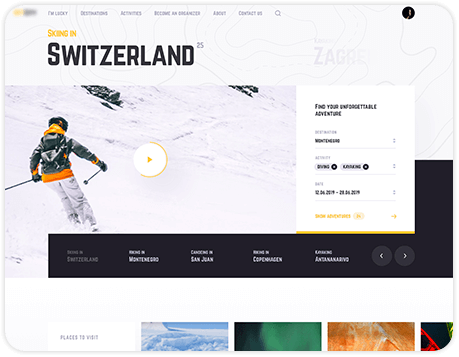 I'm lucky
Destinations
Activities
Become an organizer
About
Contact us
Skiing in
Switzerland 25
Zagre
Find your unforgettable
adventure
Destination
Montenegro
Activity
Diving
Kayaking
Date
12.06.2019 – 20.06.2019
Show adventures
Skiing in
Switzerland
Hiking in
Montenegro
Canoeing in
San Juan
Hiking in
Copenhagen
Kayaking
Antananarivo
Places to visit